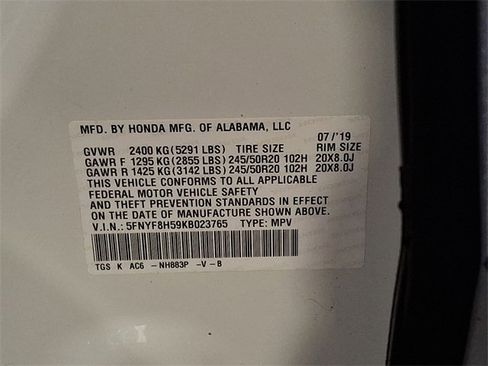 MFD. BY HONDA MFG. OF ALABAMA, LLC
07/'19
GVWR 2400 KG (5291 LBS) TIRE SIZE RIM SIZE
GAWR F 1295 KG (2855 LBS) 245/50R20 102H 20X8.0J
GAWR R 1425 KG (3142 LBS) 245/50R20 102H 20X8.0J
THIS VEHICLE CONFORMS TO ALL APPLICABLE
FEDERAL MOTOR VEHICLE SAFETY
AND THEFT PREVENTION STANDARDS IN EFFECT
ON THE DATE OF MANUFACTURE SHOWN ABOVE.
V.I.N.: 5FNYF8H59KB023765 TYPE: MPV
TGS K AC6 -NH883P -V-B